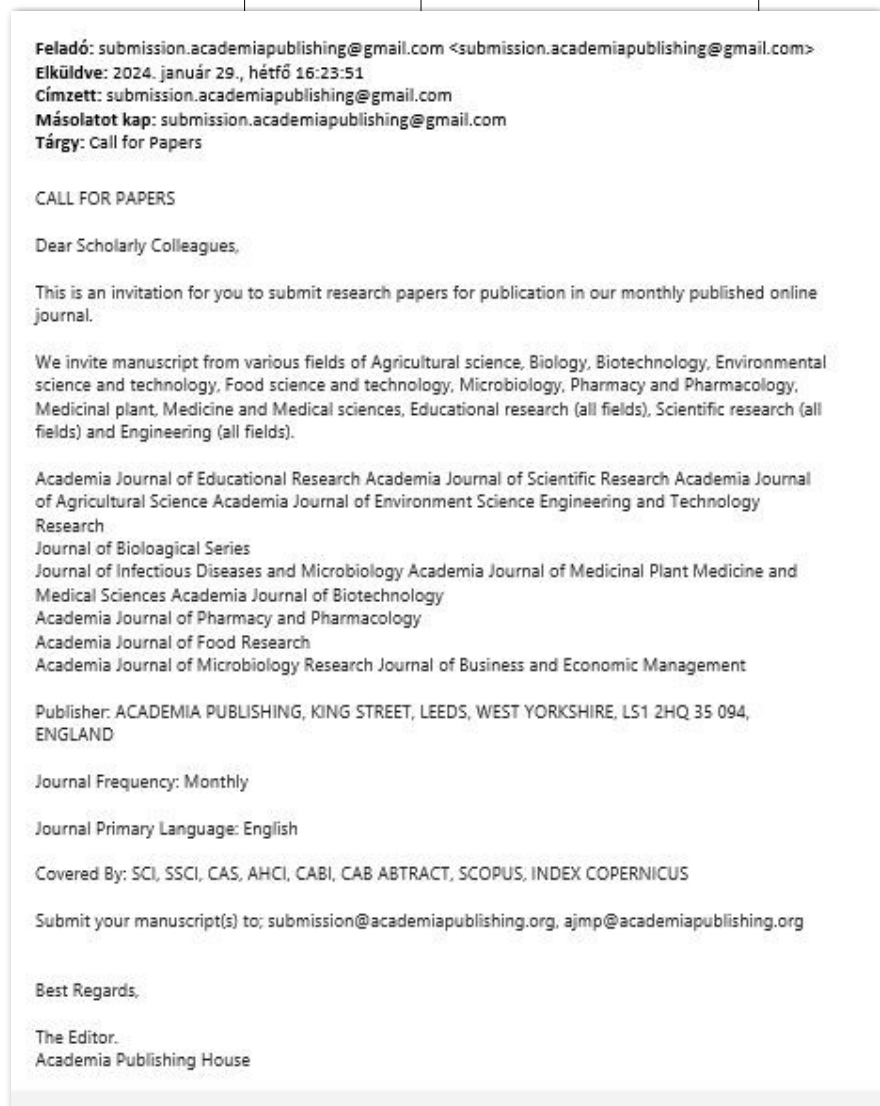 Feladó: submission.academiapublishing@gmail.com <submission.academiapublishing@gmail.com>
Elküldve: 2024. január 29., hétfő 16:23:51
Címzett: submission.academiapublishing@gmail.com
Másolatot kap: submission.academiapublishing@gmail.com
Tárgy: Call for Papers
CALL FOR PAPERS
Dear Scholarly Colleagues,
This is an invitation for you to submit research papers for publication in our monthly published online
journal.
We invite manuscript from various fields of Agricultural science, Biology, Biotechnology, Environmental
science and technology, Food science and technology, Microbiology, Pharmacy and Pharmacology,
Medicinal plant, Medicine and Medical sciences, Educational research (all fields), Scientific research (all
fields) and Engineering (all fields).
Academia Journal of Educational Research Academia Journal of Scientific Research Academia Journal
of Agricultural Science Academia Journal of Environment Science Engineering and Technology
Research
Journal of Bioloagical Series
Journal of Infectious Diseases and Microbiology Academia Journal of Medicinal Plant Medicine and
Medical Sciences Academia Journal of Biotechnology
Academia Journal of Pharmacy and Pharmacology
Academia Journal of Food Research
Academia Journal of Microbiology Research Journal of Business and Economic Management
Publisher: ACADEMIA PUBLISHING, KING STREET, LEEDS, WEST YORKSHIRE, LS1 2HQ 35 094,
ENGLAND
Journal Frequency: Monthly
Journal Primary Language: English
Covered By: SCI, SSCI, CAS, AHCI, CABI, CAB ABTRACT, SCOPUS, INDEX COPERNICUS
Submit your manuscript(s) to; submission@academiapublishing.org, ajmp@academiapublishing.org
Best Regards,
The Editor.
Academia Publishing House